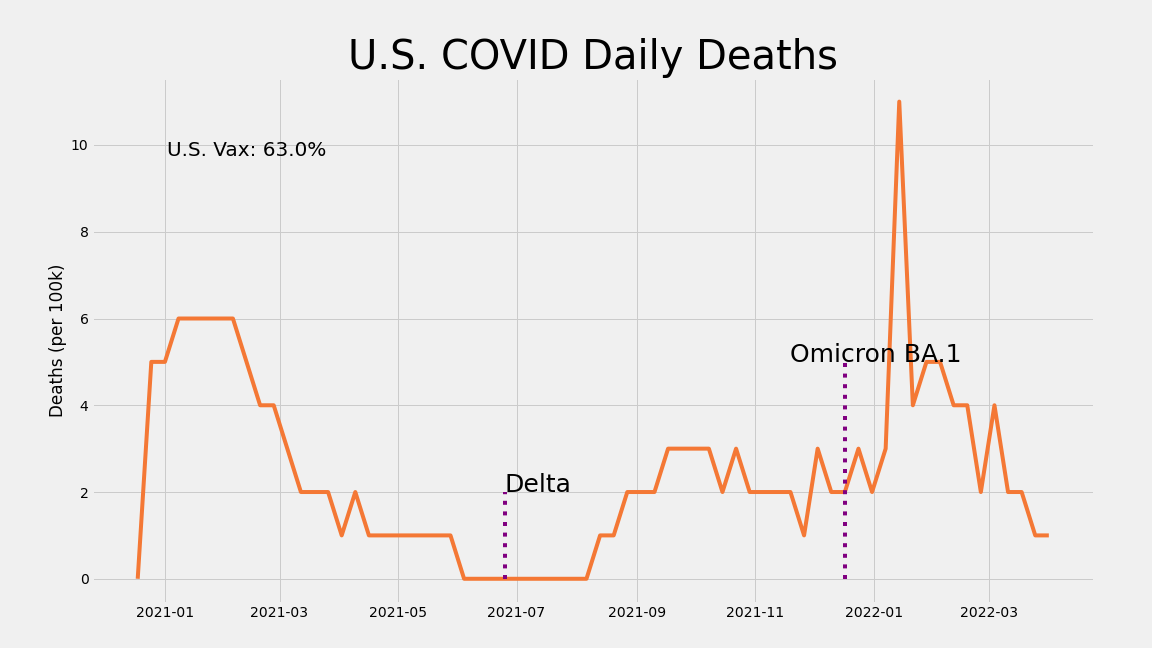 U.S. COVID Daily Deaths
U.S. Vax: 63.0%
Deaths (per 100k)
10
8
6
4
2
0
Omicron BA.1
Delta
2021-01
2021-03
2021-05
2021-07
2021-09
2021-11
2022-01
2022-03